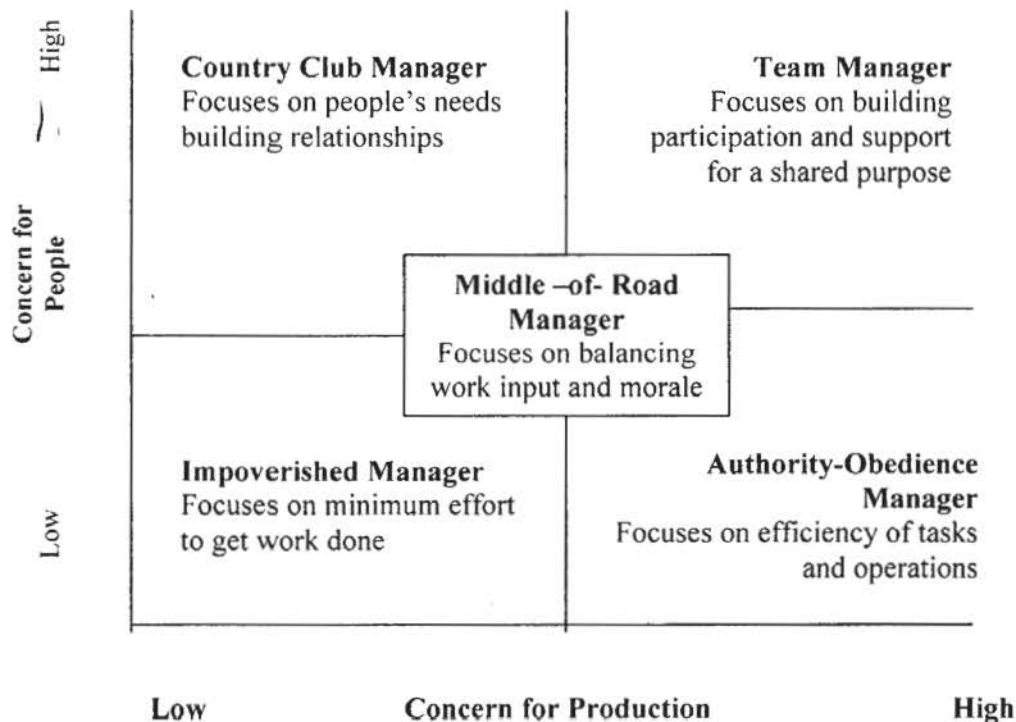 High
Country Club Manager
Focuses on people's needs
building relationships
Team Manager
Focuses on building
participation and support
for a shared purpose
Concern for
People
Middle –of- Road
Manager
Focuses on balancing
work input and morale
Impoverished Manager
Focuses on minimum effort
to get work done
Authority-Obedience
Manager
Focuses on efficiency of tasks
and operations
Low
Low Concern for Production High